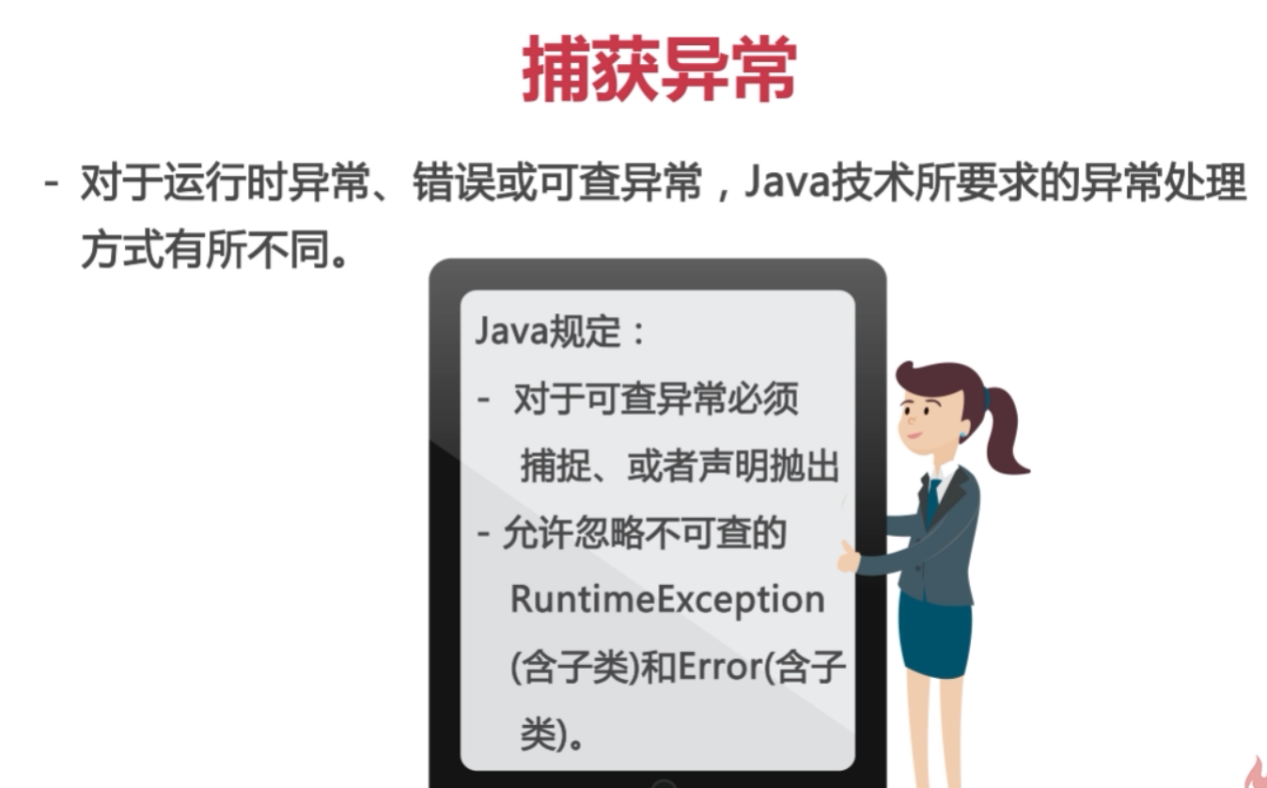 捕获异常
- 对于运行时异常、错误或可查异常，Java技术所要求的异常处理
方式有所不同。
Java规定：
- 对于可查异常必须
捕捉、或者声明抛出
- 允许忽略不可查的
RuntimeException
(含子类)和Error(含子
类)。